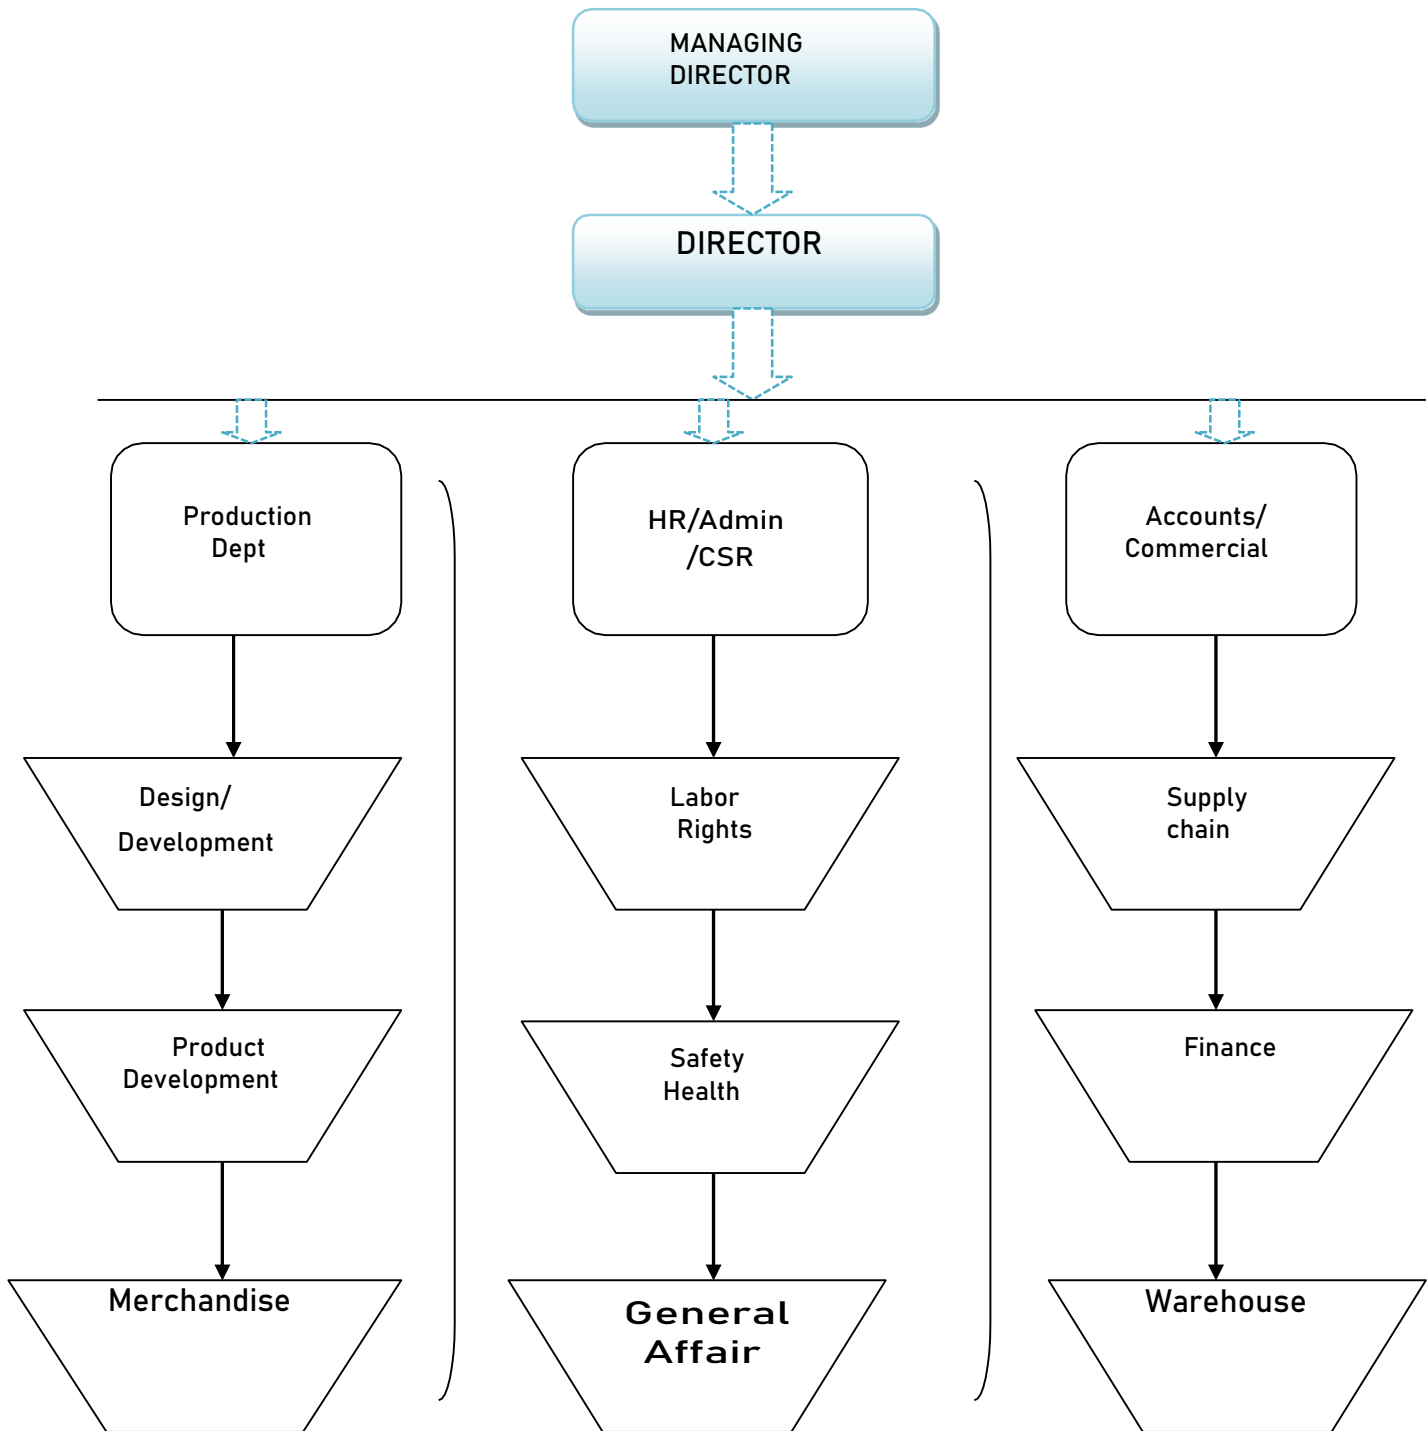 MANAGING
DIRECTOR
DIRECTOR
Production
Dept
HR/Admin
/CSR
Accounts/
Commercial
Design/
Development
Labor
Rights
Supply
chain
Product
Development
Safety
Health
Finance
Merchandise
General
Affair
Warehouse